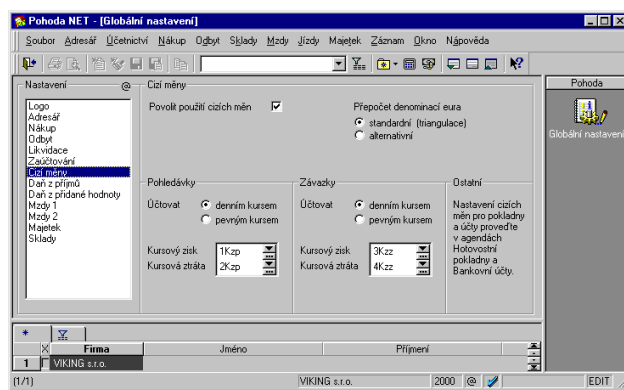 Pohoda NET - [Globální nastavení]
Soubor Adresář Účetnictví Nákup Odbyt Sklady Mzdy Jízdy Majetek Záznam Okno Nápověda
Nastavení @
Logo
Adresář
Nákup
Odbyt
Likvidace
Zaúčtování
Cizí měny
Daň z příjmů
Daň z přidané hodnoty
Mzdy 1
Mzdy 2
Majetek
Sklady
Cizí měny
Povolit použití cizích měn
Přepočet denominací eura
standardní (triangulace)
alternativní
Pohledávky
Účtovat denním kursem
pevným kursem
Kursový zisk 1Kzp
Kursová ztráta 2Kzp
Závazky
Účtovat denním kursem
pevným kursem
Kursový zisk 3Kzz
Kursová ztráta 4Kzz
Ostatní
Nastavení cizích
měn pro pokladny
a účty proveďte
v agendách
Hotovostní
pokladny a
Bankovní účty.
Pohoda
Globální nastavení
* 
X Firma Jméno Příjmení
1 VIKING s.r.o.
(1/1) VIKING s.r.o. 2000 @ EDIT